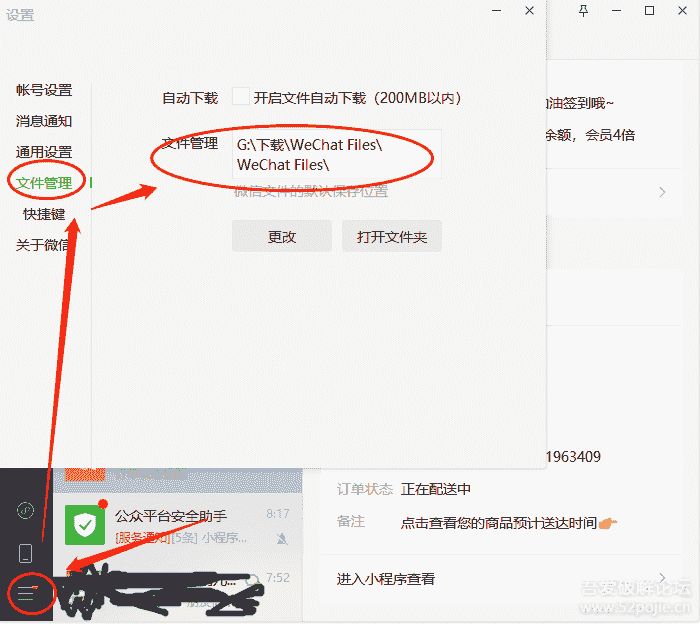 设置
帐号设置
消息通知
通用设置
文件管理
快捷键
关于微信
自动下载 开启文件自动下载（200MB以内）
文件管理 G:\下载\WeChat Files\
WeChat Files\
微信文件的默认保存位置
更改 打开文件夹
油签到哦~
余额，会员4倍
1963409
订单状态 正在配送中
备注 点击查看您的商品预计送达时间
进入小程序查看
公众平台安全助手 8:17
[服务通知][5条] 小程序...
7:52
吾爱破解论坛
www.52pojie.cn